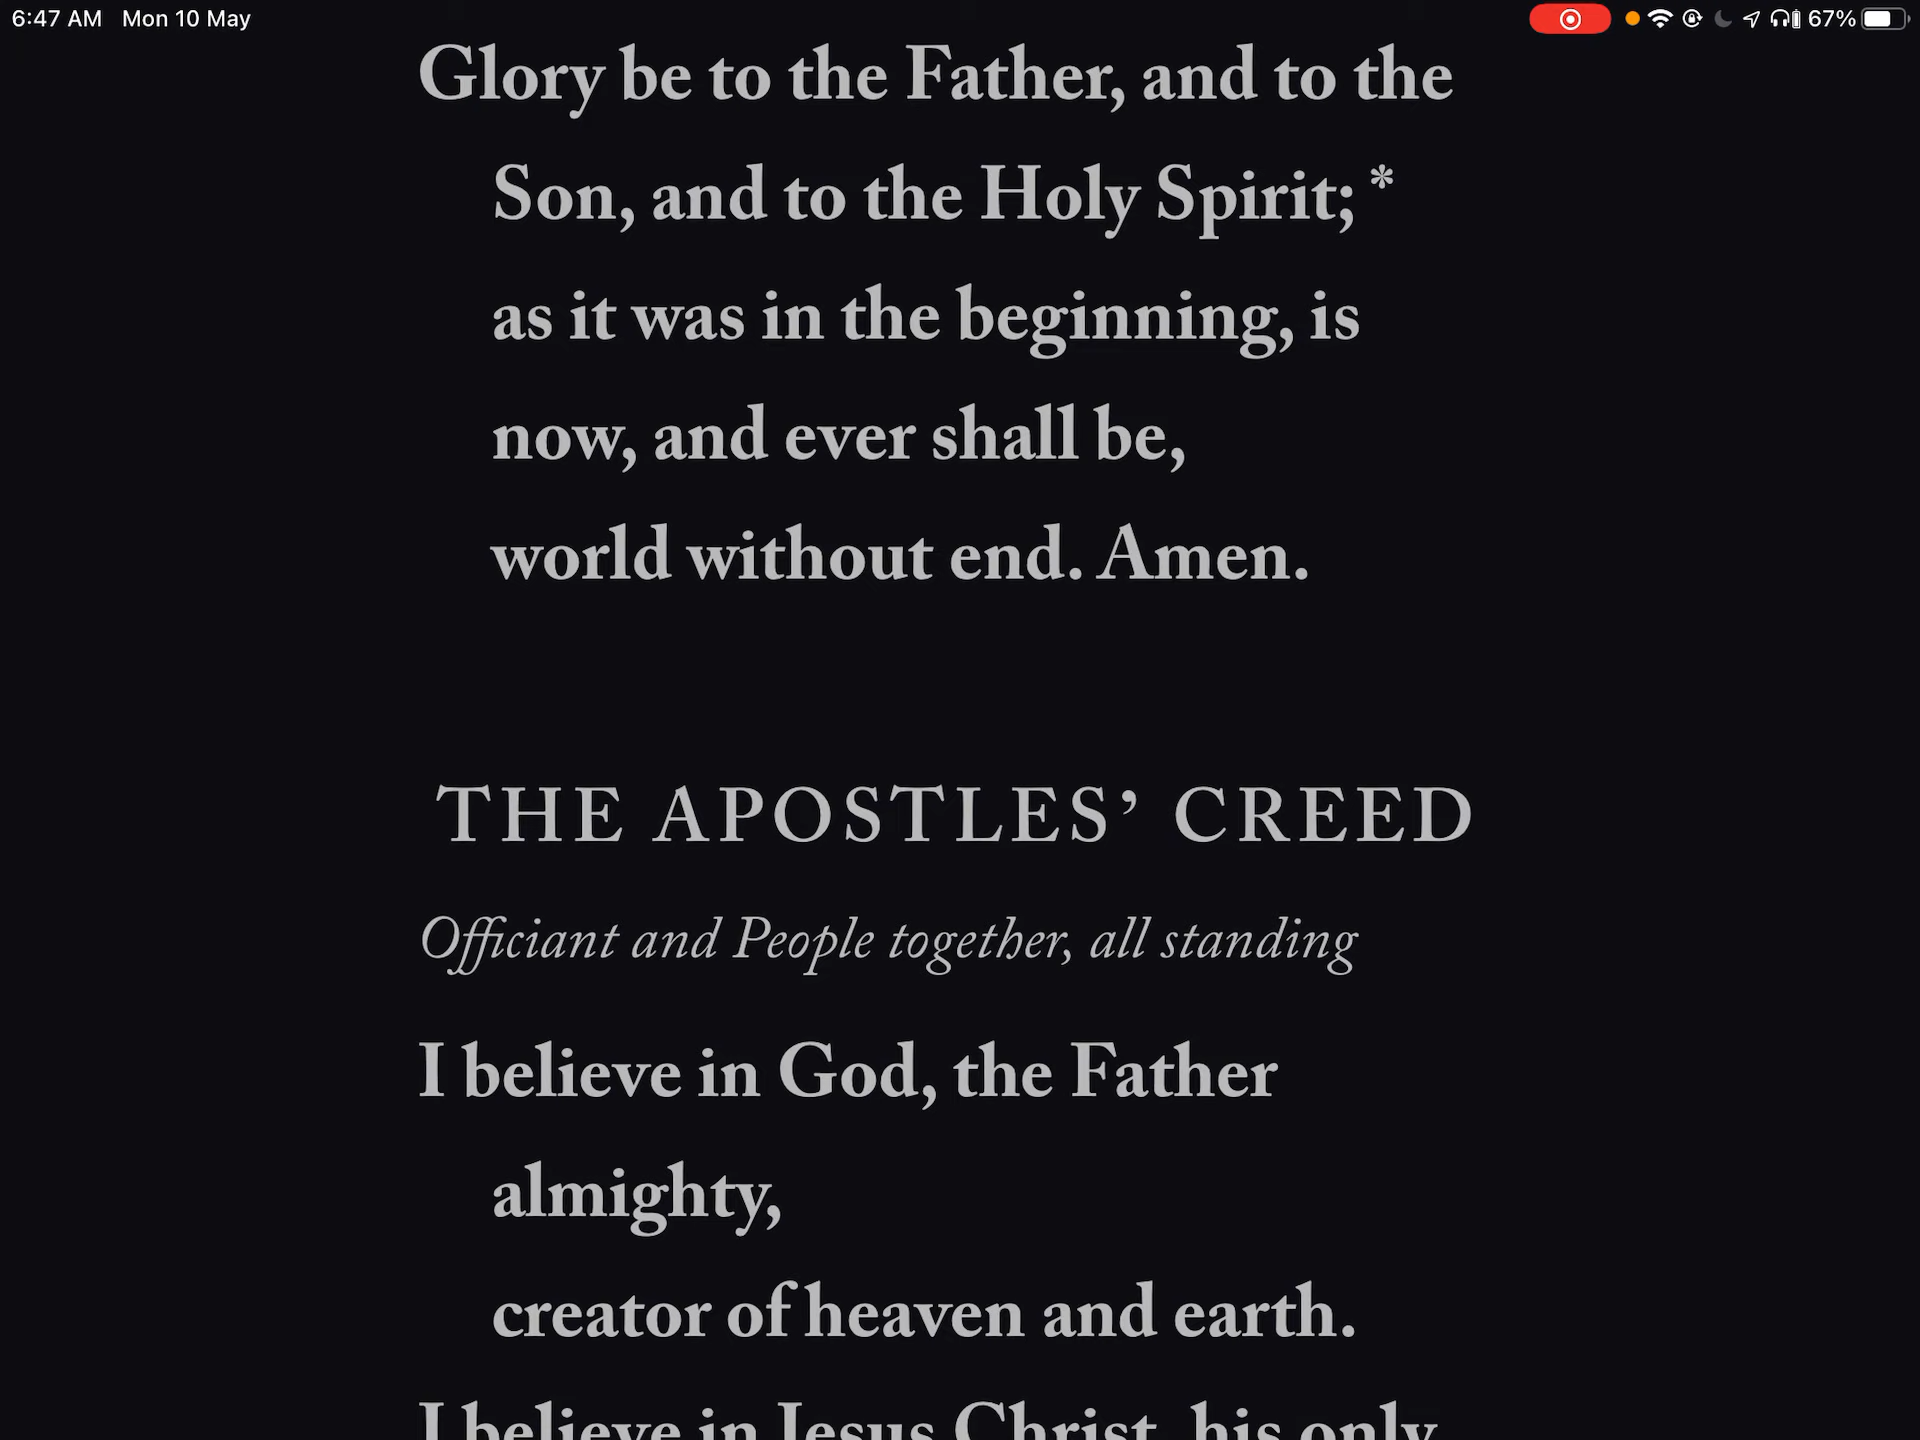 6:47 AM Mon 10 May 67%
Glory be to the Father, and to the
Son, and to the Holy Spirit; *
as it was in the beginning, is
now, and ever shall be,
world without end. Amen.
THE APOSTLES’ CREED
Officiant and People together, all standing
I believe in God, the Father
almighty,
creator of heaven and earth.
I believe in Jesus Christ, his only